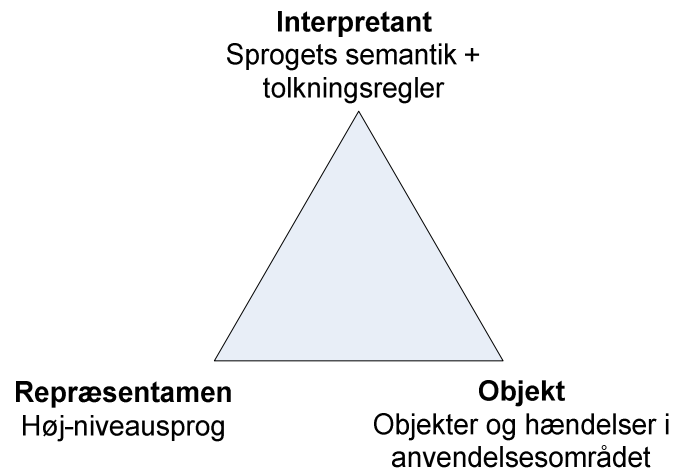 Interpretant
Sprogets semantik +
tolkningsregler
Repræsentamen
Høj-niveausprog
Objekt
Objekter og hændelser i
anvendelsesområdet